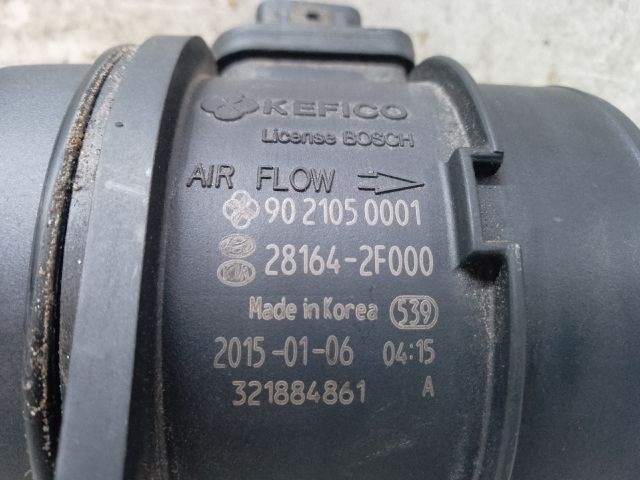 KEFICO
License BOSCH
AIR FLOW
90 2105 0001
28164-2F000
KIA
Made in Korea 539
2015-01-06 04:15
321884861 A